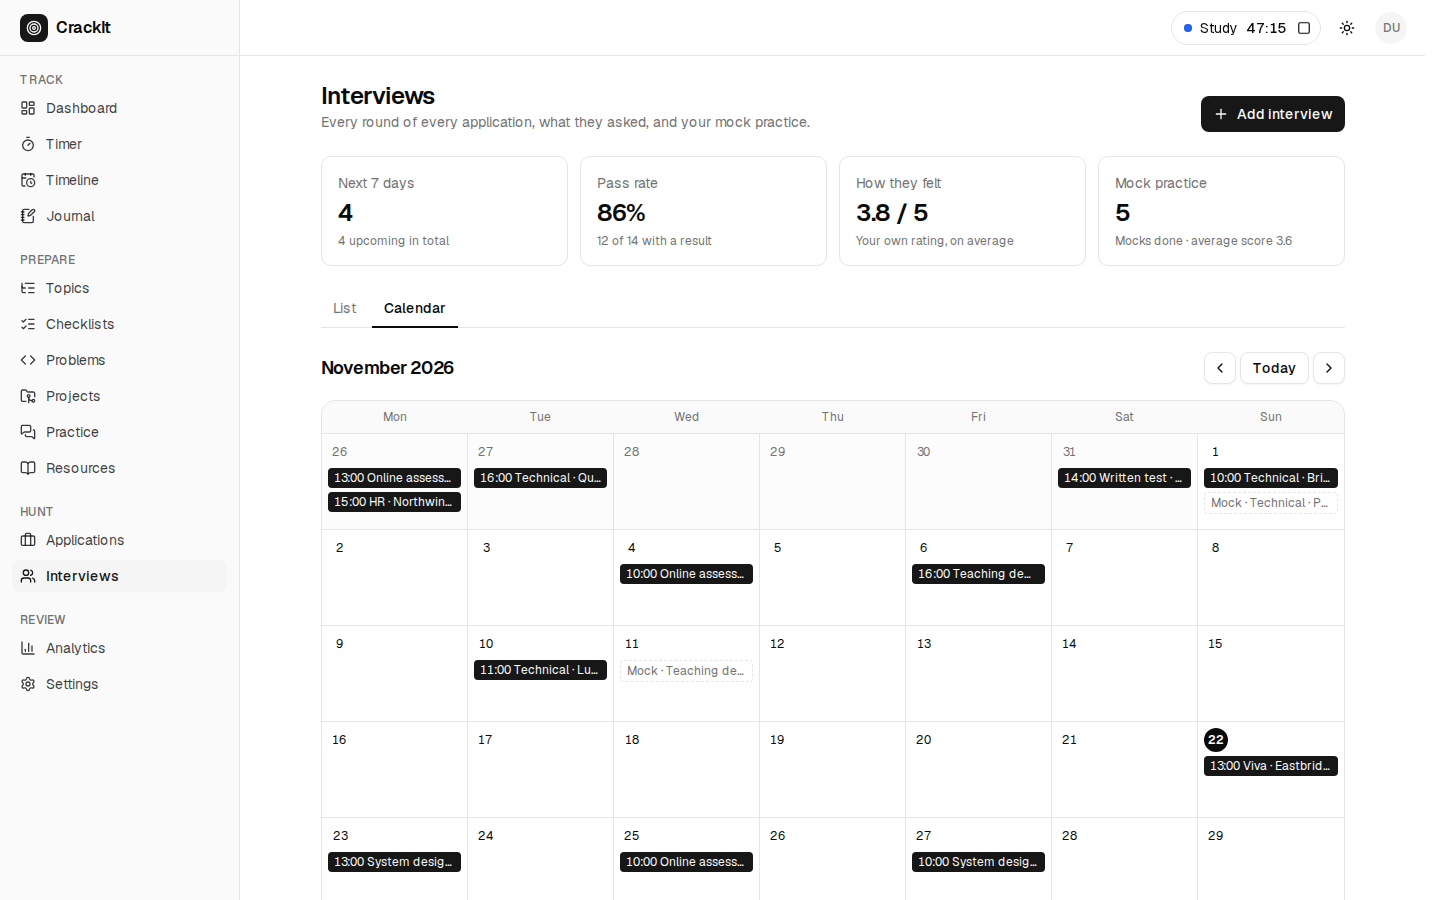 CrackIt
Study 47:15
DU
TRACK
Dashboard
Timer
Timeline
Journal
PREPARE
Topics
Checklists
Problems
Projects
Practice
Resources
HUNT
Applications
Interviews
REVIEW
Analytics
Settings
Interviews
Every round of every application, what they asked, and your mock practice.
Add interview
Next 7 days
4
4 upcoming in total
Pass rate
86%
12 of 14 with a result
How they felt
3.8 / 5
Your own rating, on average
Mock practice
5
Mocks done · average score 3.6
List Calendar
November 2026
Today
Mon Tue Wed Thu Fri Sat Sun
26 27 28 29 30 31 1
13:00 Online assess... 16:00 Technical · Qu... 14:00 Written test · ... 10:00 Technical · Bri...
15:00 HR · Northwin... Mock · Technical · P...
2 3 4 5 6 7 8
10:00 Online assess... 16:00 Teaching de...
9 10 11 12 13 14 15
11:00 Technical · Lu... Mock · Teaching de...
16 17 18 19 20 21 22
13:00 Viva · Eastbrid...
23 24 25 26 27 28 29
13:00 System desig... 10:00 Online assess... 10:00 System desig...